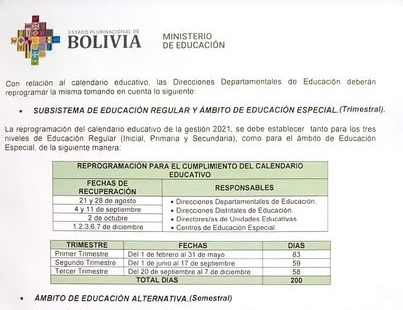 ESTADO PLURINACIONAL DE
BOLIVIA
MINISTERIO
DE EDUCACIÓN
Con relación al calendario educativo, las Direcciones Departamentales de Educación deberán
reprogramar la misma tomando en cuenta lo siguiente:
• SUBSISTEMA DE EDUCACIÓN REGULAR Y ÁMBITO DE EDUCACIÓN ESPECIAL.(Trimestral).
La reprogramación del calendario educativo de la gestión 2021, se debe establecer tanto para los tres
niveles de Educación Regular (Inicial, Primaria y Secundaria), como para el ámbito de Educación
Especial, de la siguiente manera:
REPROGRAMACIÓN PARA EL CUMPLIMIENTO DEL CALENDARIO
EDUCATIVO
FECHAS DE
RECUPERACIÓN
RESPONSABLES
21 y 28 de agosto
4 y 11 de septiembre
2 de octubre
1,2,3,6,7 de diciembre
• Direcciones Departamentales de Educación.
• Direcciones Distritales de Educación.
• Directores/as de Unidades Educativas.
• Centros de Educación Especial.
TRIMESTRE FECHAS DIAS
Primer Trimestre Del 1 de febrero al 31 de mayo 83
Segundo Trimestre Del 1 de junio al 17 de septiembre 59
Tercer Trimestre Del 20 de septiembre al 7 de diciembre 58
TOTAL DIAS 200
• ÁMBITO DE EDUCACIÓN ALTERNATIVA.(Semestral)